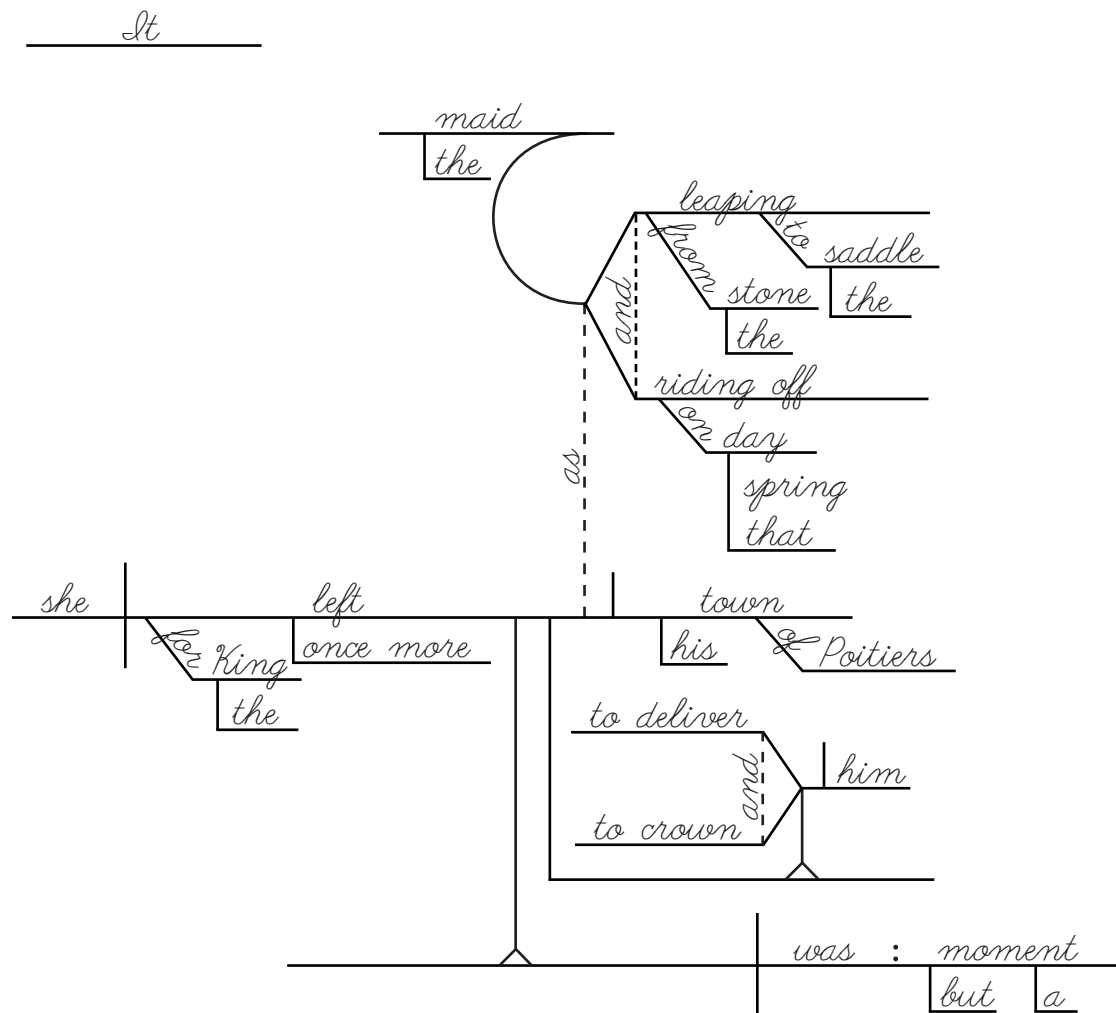 It
maid
the
leaping
from
to
saddle
the
stone
the
and
riding off
on
day
spring
that
as
she
left
town
for
King
the
once more
his
of
Poitiers
to deliver
and
him
to crown
was : moment
but
a